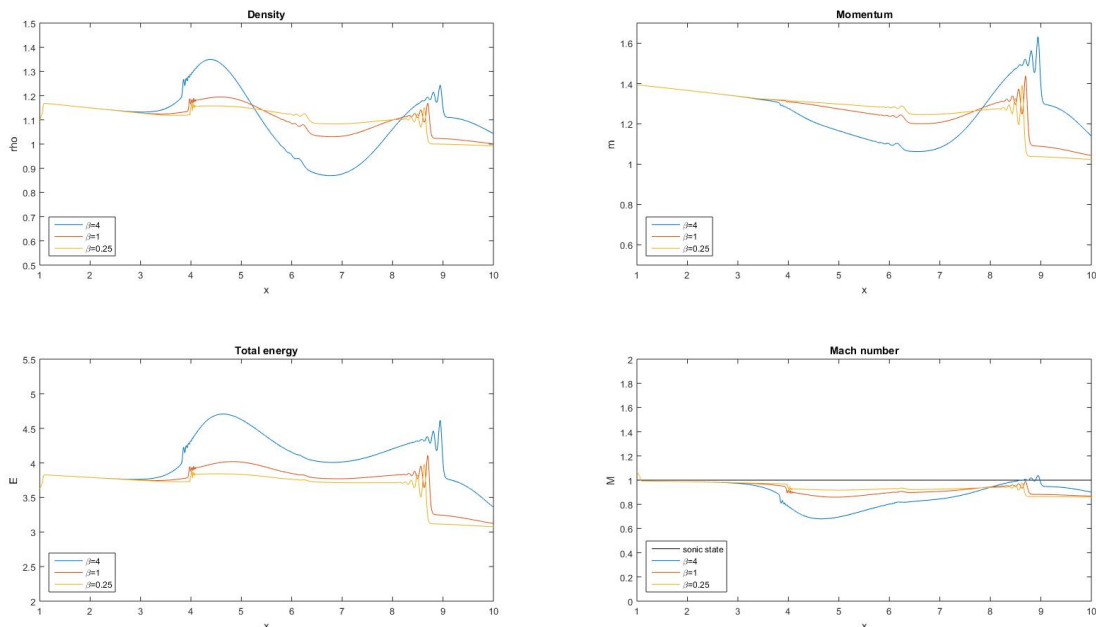 Density
1.5
1.4
1.3
1.2
1.1
1
0.9
0.8
0.7
0.6
0.5
rho
β=4
β=1
β=0.25
1 2 3 4 5 6 7 8 9 10
x
Momentum
1.6
1.4
1.2
1
0.8
0.6
m
β=4
β=1
β=0.25
1 2 3 4 5 6 7 8 9 10
x
Total energy
5.5
5
4.5
4
3.5
3
2.5
2
E
β=4
β=1
β=0.25
1 2 3 4 5 6 7 8 9 10
x
Mach number
2
1.8
1.6
1.4
1.2
1
0.8
0.6
0.4
0.2
0
M
sonic state
β=4
β=1
β=0.25
1 2 3 4 5 6 7 8 9 10
x